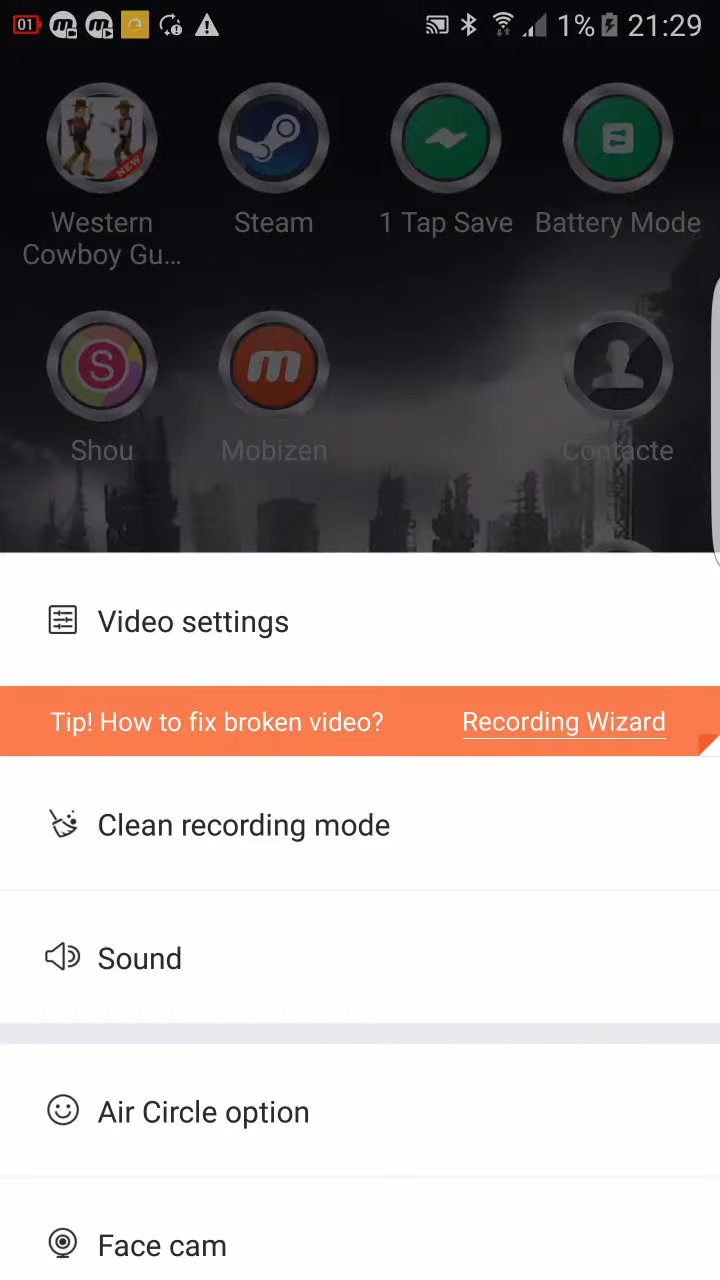 01 1% 21:29
NEW
Western
Cowboy Gu...
Steam
1 Tap Save
Battery Mode
S
m
Shou
Mobizen
Contacte
Video settings
Tip! How to fix broken video? Recording Wizard
Clean recording mode
Sound
Air Circle option
Face cam